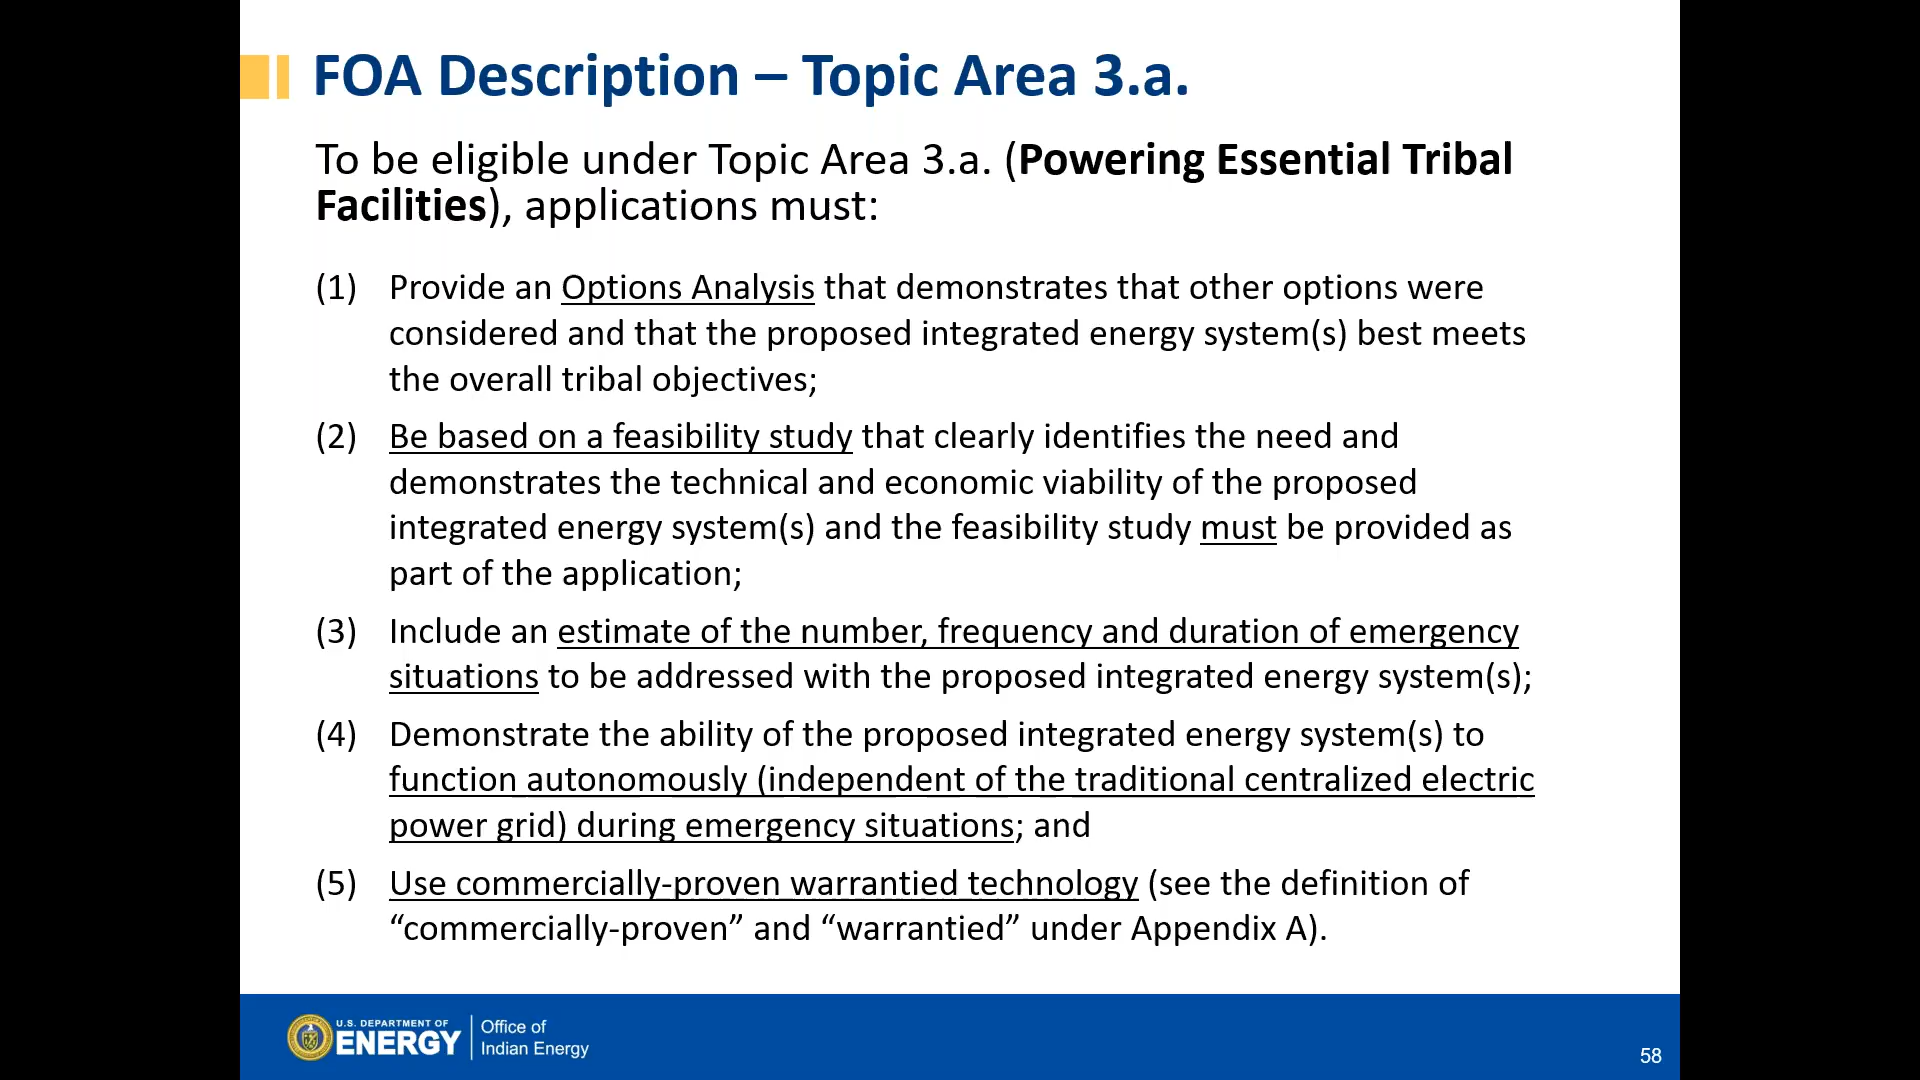 FOA Description – Topic Area 3.a.
To be eligible under Topic Area 3.a. (Powering Essential Tribal
Facilities), applications must:
(1) Provide an Options Analysis that demonstrates that other options were
considered and that the proposed integrated energy system(s) best meets
the overall tribal objectives;
(2) Be based on a feasibility study that clearly identifies the need and
demonstrates the technical and economic viability of the proposed
integrated energy system(s) and the feasibility study must be provided as
part of the application;
(3) Include an estimate of the number, frequency and duration of emergency
situations to be addressed with the proposed integrated energy system(s);
(4) Demonstrate the ability of the proposed integrated energy system(s) to
function autonomously (independent of the traditional centralized electric
power grid) during emergency situations; and
(5) Use commercially-proven warrantied technology (see the definition of
“commercially-proven” and “warrantied” under Appendix A).
U.S. DEPARTMENT OF
ENERGY
Office of
Indian Energy
58